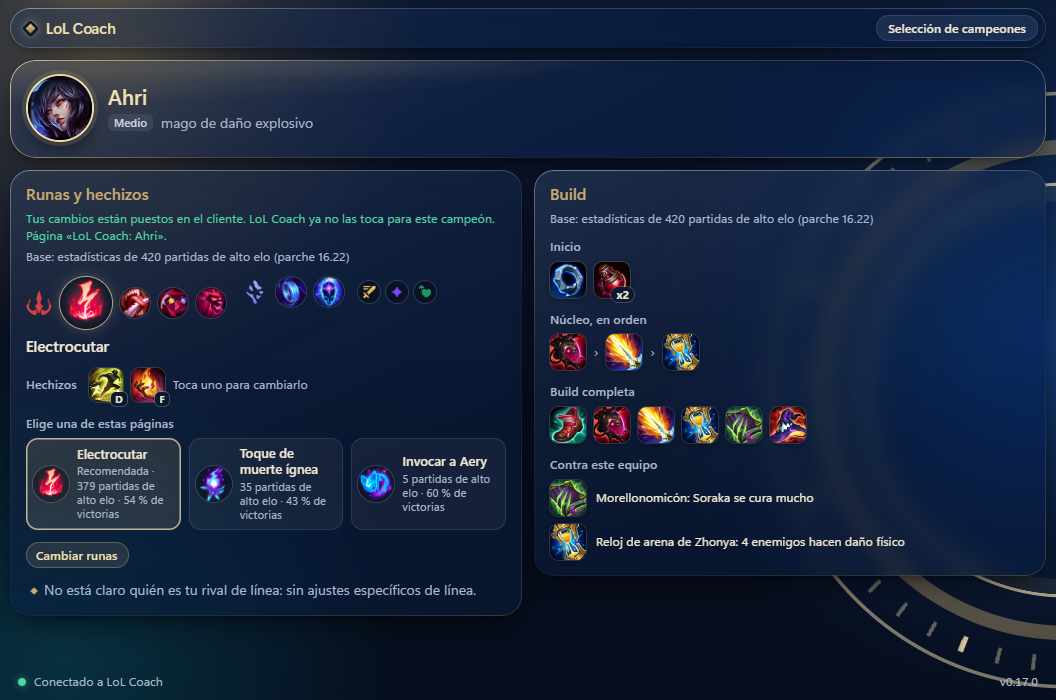 LoL Coach
Selección de campeones
Ahri
Medio
mago de daño explosivo
Runas y hechizos
Tus cambios están puestos en el cliente. LoL Coach ya no las toca para este campeón.
Página «LoL Coach: Ahri».
Base: estadísticas de 420 partidas de alto elo (parche 16.22)
Electrocutar
Hechizos
D
F
Toca uno para cambiarlo
Elige una de estas páginas
Electrocutar
Recomendada ·
379 partidas de
alto elo · 54 % de
victorias
Toque de
muerte ígnea
35 partidas de
alto elo · 43 % de
victorias
Invocar a Aery
5 partidas de alto
elo · 60 % de
victorias
Cambiar runas
No está claro quién es tu rival de línea: sin ajustes específicos de línea.
Build
Base: estadísticas de 420 partidas de alto elo (parche 16.22)
Inicio
x2
Núcleo, en orden
Build completa
Contra este equipo
Morellonomicón: Soraka se cura mucho
Reloj de arena de Zhonya: 4 enemigos hacen daño físico
Conectado a LoL Coach
v0.17.0